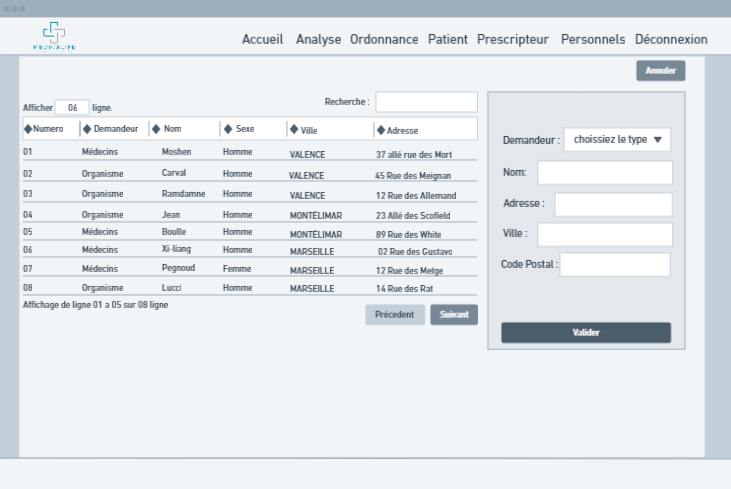 MEDICALIFE
Accueil Analyse Ordonnance Patient Prescripteur Personnels Déconnexion
Annuler
Afficher 06 ligne.
Recherche :
Numero Demandeur Nom Sexe Ville Adresse
01 Médecins Moshen Homme VALENCE 37 allé rue des Mort
02 Organisme Carval Homme VALENCE 45 Rue des Meignan
03 Organisme Ramdamne Homme VALENCE 12 Rue des Allemand
04 Organisme Jean Homme MONTÉLIMAR 23 Allé des Scofield
05 Médecins Boulle Homme MONTÉLIMAR 89 Rue des White
06 Médecins Xi-liang Homme MARSEILLE 02 Rue des Gustavo
07 Médecins Pegnoud Femme MARSEILLE 12 Rue des Metge
08 Organisme Lucci Homme MARSEILLE 14 Rue des Rat
Affichage de ligne 01 a 05 sur 08 ligne
Précedent Suivant
Demandeur : choissiez le type
Nom:
Adresse :
Ville :
Code Postal :
Valider